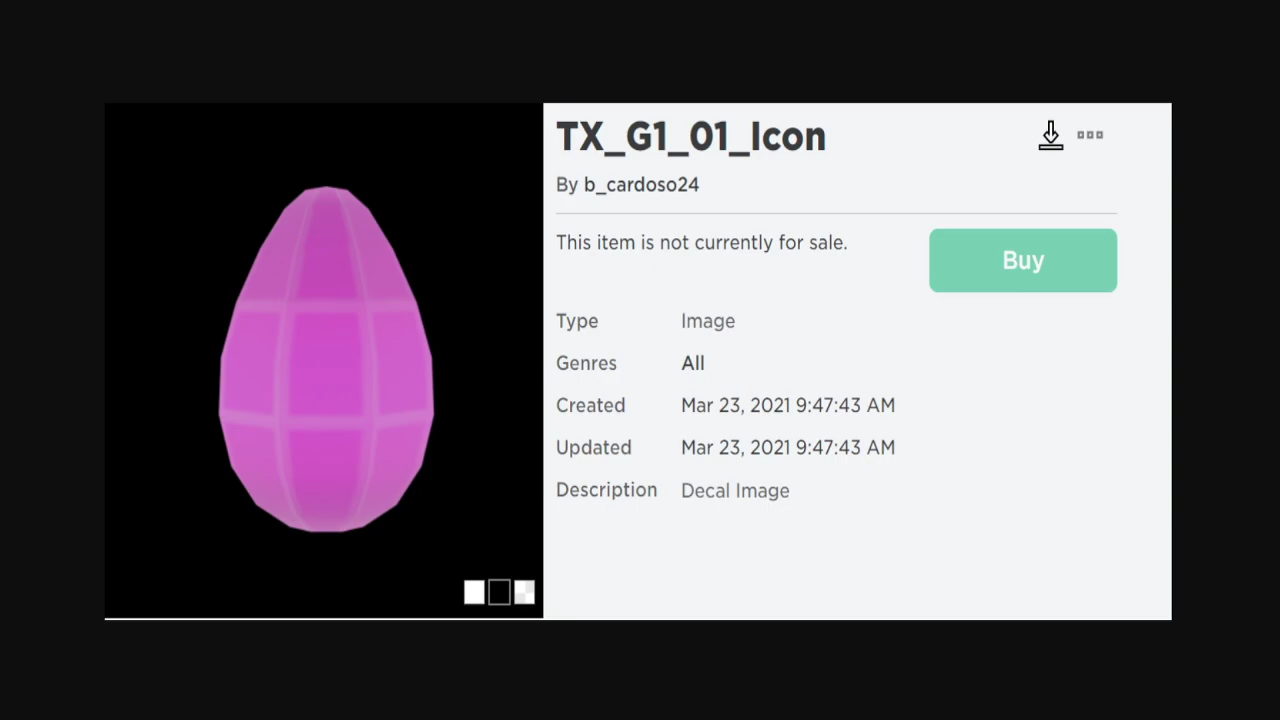 TX_G1_01_Icon
By b_cardoso24
This item is not currently for sale.
Buy
Type Image
Genres All
Created Mar 23, 2021 9:47:43 AM
Updated Mar 23, 2021 9:47:43 AM
Description Decal Image